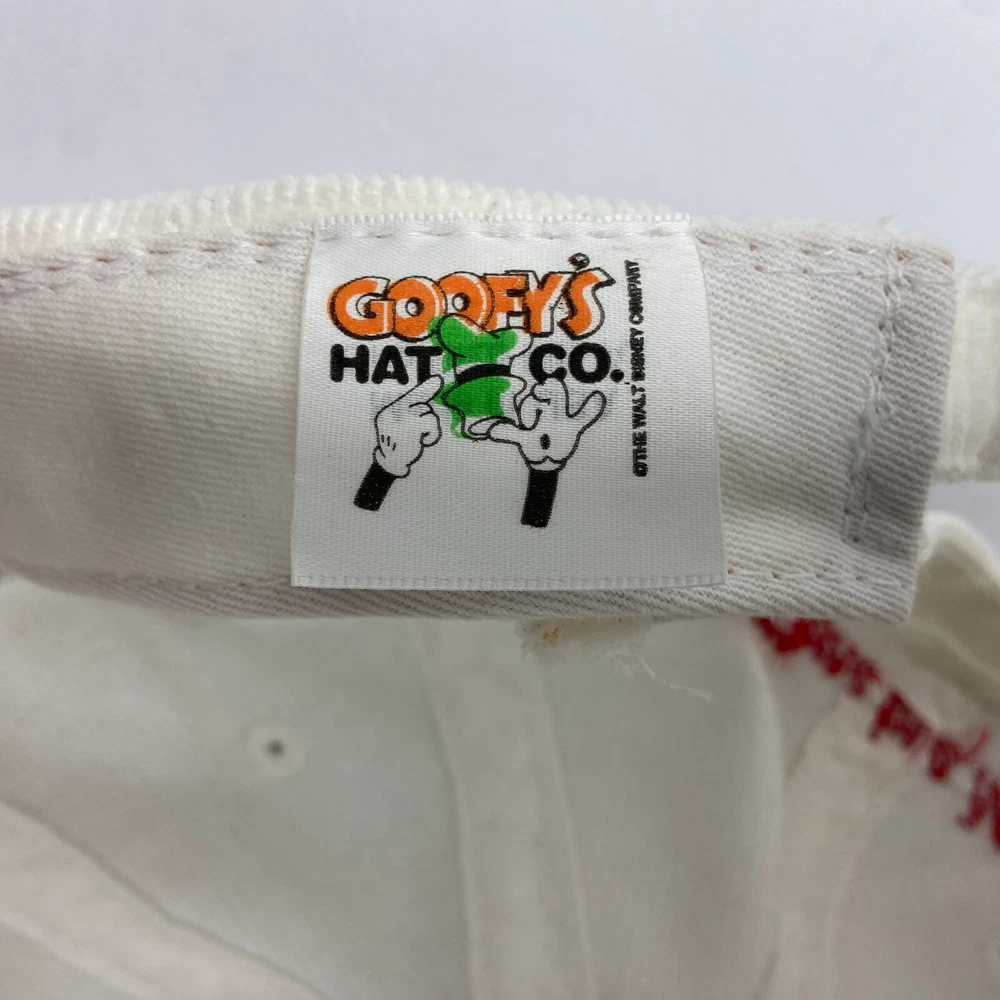 GOOFY'S®
HAT CO.
©THE WALT DISNEY COMPANY